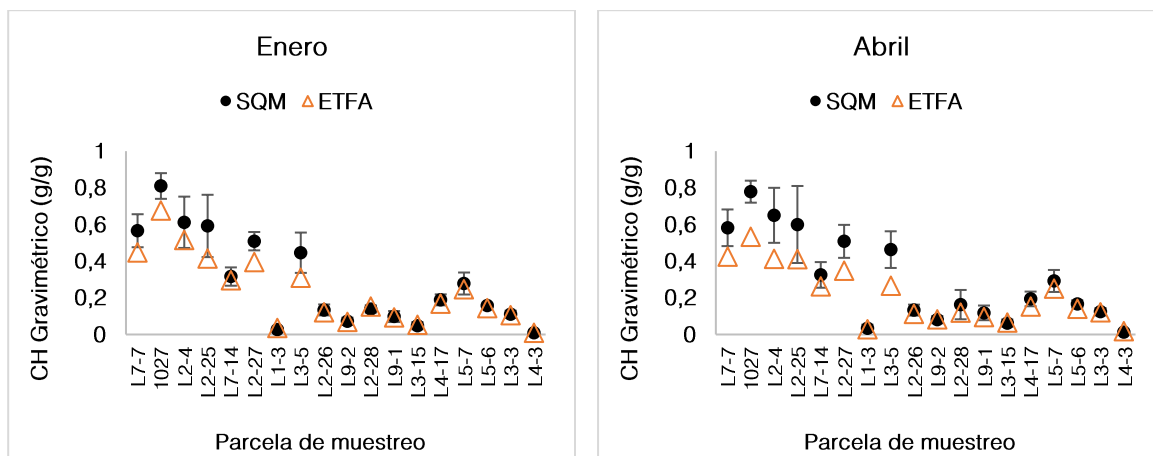 Enero
SQM ETFA
CH Gravimétrico (g/g)
1
0,8
0,6
0,4
0,2
0
L7-7
1027
L2-4
L2-25
L7-14
L2-27
L1-3
L3-5
L2-26
L9-2
L2-28
L9-1
L3-15
L4-17
L5-7
L5-6
L3-3
L4-3
Parcela de muestreo
Abril
SQM ETFA
CH Gravimétrico (g/g)
1
0,8
0,6
0,4
0,2
0
L7-7
1027
L2-4
L2-25
L7-14
L2-27
L1-3
L3-5
L2-26
L9-2
L2-28
L9-1
L3-15
L4-17
L5-7
L5-6
L3-3
L4-3
Parcela de muestreo